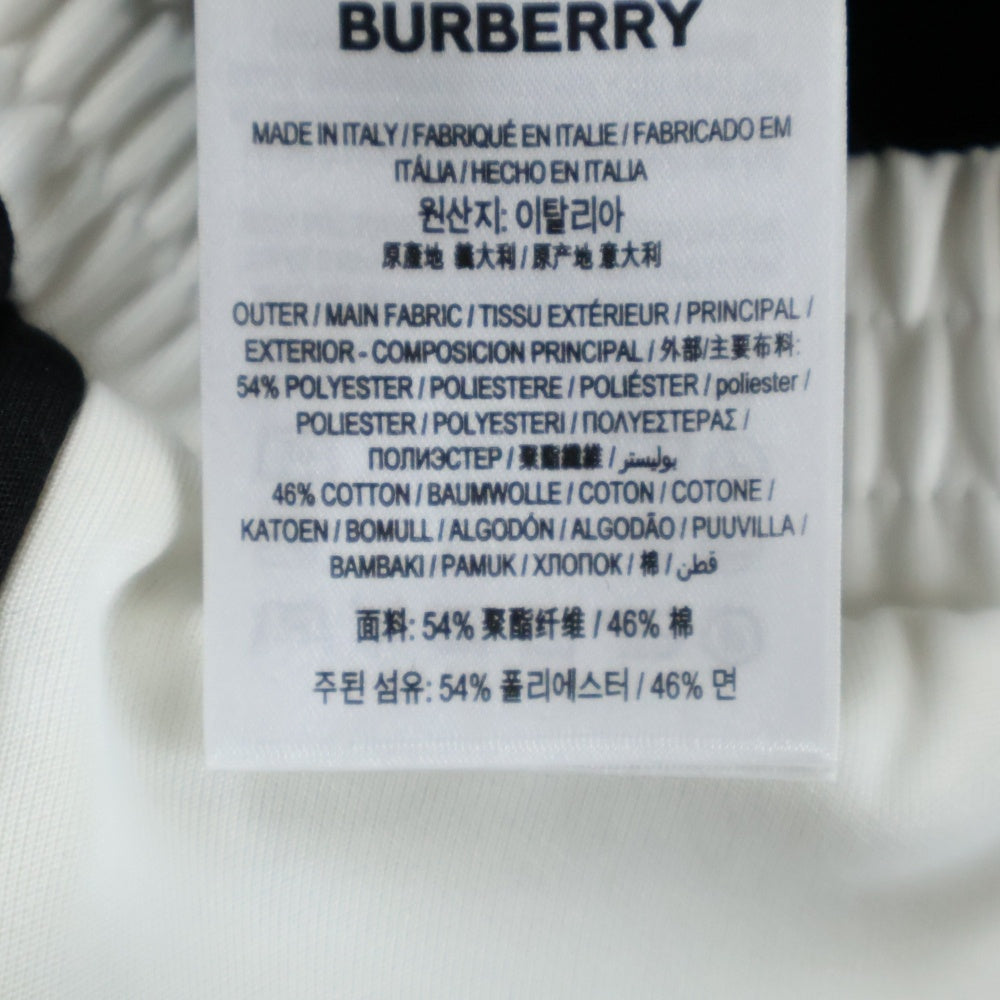 BURBERRY
MADE IN ITALY / FABRIQUÉ EN ITALIE / FABRICADO EM
ITÁLIA / HECHO EN ITALIA
원산지: 이탈리아
原產地 義大利 / 原产地 意大利
OUTER / MAIN FABRIC / TISSU EXTÉRIEUR / PRINCIPAL /
EXTERIOR - COMPOSICION PRINCIPAL / 外部/主要布料:
54% POLYESTER / POLIESTERE / POLIÉSTER / poliester /
POLIESTER / POLYESTERI / ΠΟΛΥΕΣΤΕΡΑΣ /
ПОЛИЭСТЕР / 聚酯纖維 / بوليستر
46% COTTON / BAUMWOLLE / COTON / COTONE /
KATOEN / BOMULL / ALGODÓN / ALGODÃO / PUUVILLA /
BAMBAKI / PAMUK / ХЛОПОК / 棉 / قطن
面料: 54% 聚酯纤维 / 46% 棉
주된 섬유: 54% 폴리에스터 / 46% 면